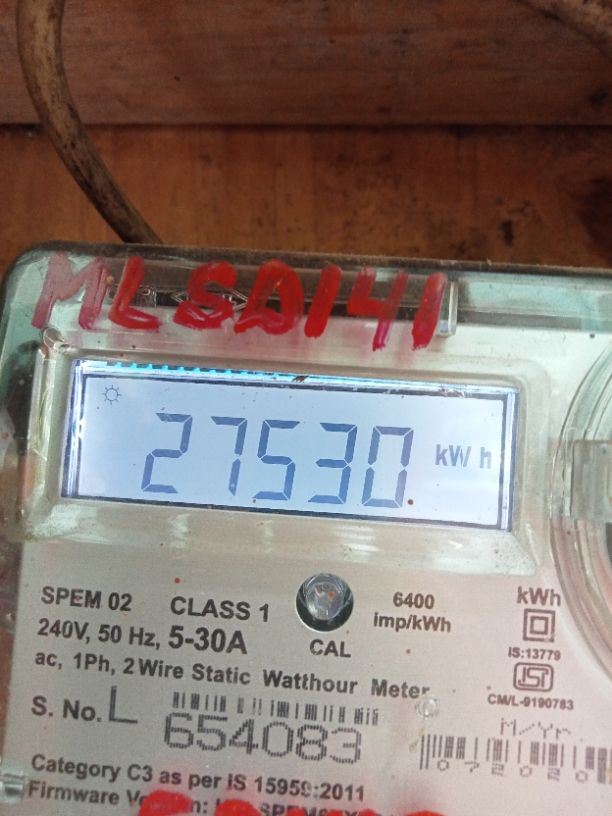 MLSD141
27530 kWh
SPEM 02 CLASS 1 6400 imp/kWh kWh
240V, 50 Hz, 5-30A CAL IS:13779
ac, 1Ph, 2 Wire Static Watthour Meter CM/L-9190783
S. No. L 654083 M/Yr.
Category C3 as per IS 15959:2011
Firmware